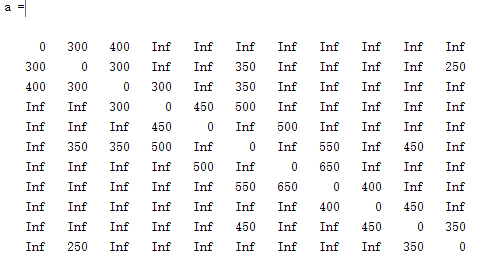 a =
0 300 400 Inf Inf Inf Inf Inf Inf Inf Inf
300 0 300 Inf Inf 350 Inf Inf Inf Inf 250
400 300 0 300 Inf 350 Inf Inf Inf Inf Inf
Inf Inf 300 0 450 500 Inf Inf Inf Inf Inf
Inf Inf Inf 450 0 Inf 500 Inf Inf Inf Inf
Inf 350 350 500 Inf 0 Inf 550 Inf 450 Inf
Inf Inf Inf Inf 500 Inf 0 650 Inf Inf Inf
Inf Inf Inf Inf Inf 550 650 0 400 Inf Inf
Inf Inf Inf Inf Inf Inf Inf 400 0 450 Inf
Inf Inf Inf Inf Inf 450 Inf Inf 450 0 350
Inf 250 Inf Inf Inf Inf Inf Inf Inf 350 0